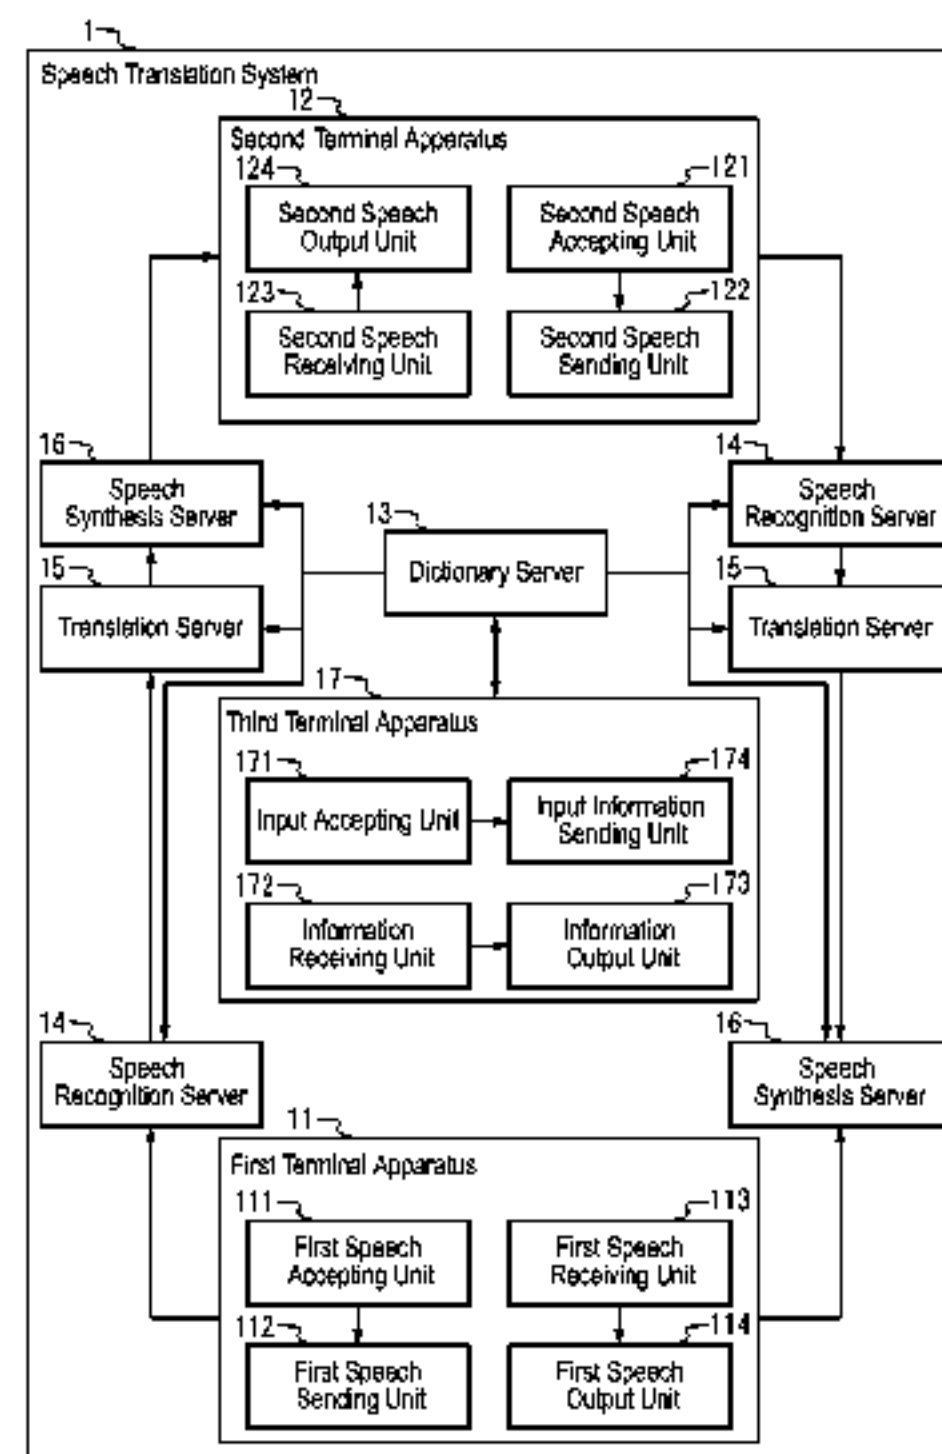 1
Speech Translation System
12
Second Terminal Apparatus
124
121
Second Speech
Output Unit
Second Speech
Accepting Unit
123
122
Second Speech
Receiving Unit
Second Speech
Sending Unit
16
14
Speech
Synthesis Server
Speech
Recognition Server
13
Dictionary Server
15
15
Translation Server
Translation Server
17
Third Terminal Apparatus
171
174
Input Accepting Unit
Input Information
Sending Unit
172
173
Information
Receiving Unit
Information
Output Unit
14
16
Speech
Recognition Server
Speech
Synthesis Server
11
First Terminal Apparatus
111
113
First Speech
Accepting Unit
First Speech
Receiving Unit
112
114
First Speech
Sending Unit
First Speech
Output Unit